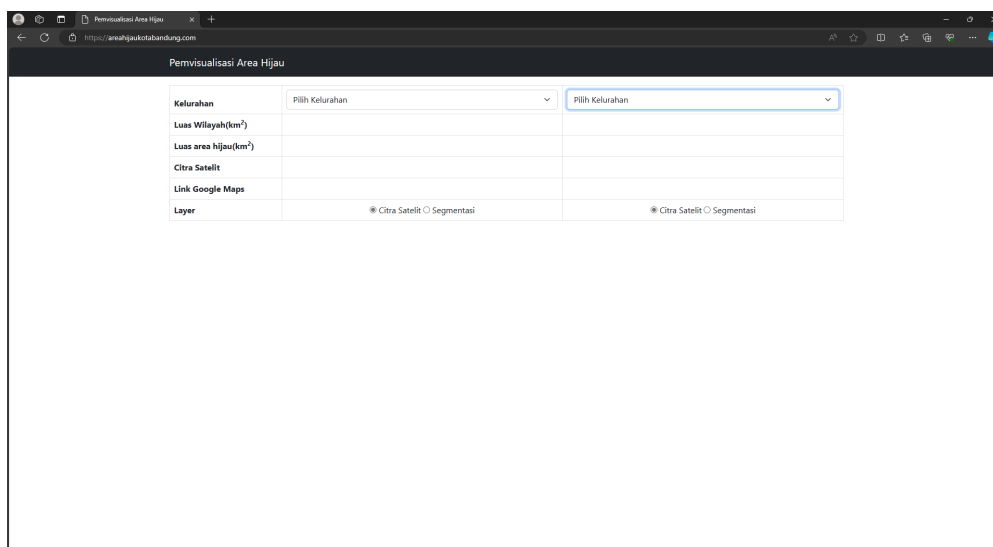 Pemvisualisasi Area Hijau
https://areahijaukotabandung.com
Pemvisualisasi Area Hijau
Kelurahan Pilih Kelurahan Pilih Kelurahan
Luas Wilayah(km²)
Luas area hijau(km²)
Citra Satelit
Link Google Maps
Layer Citra Satelit Segmentasi Citra Satelit Segmentasi